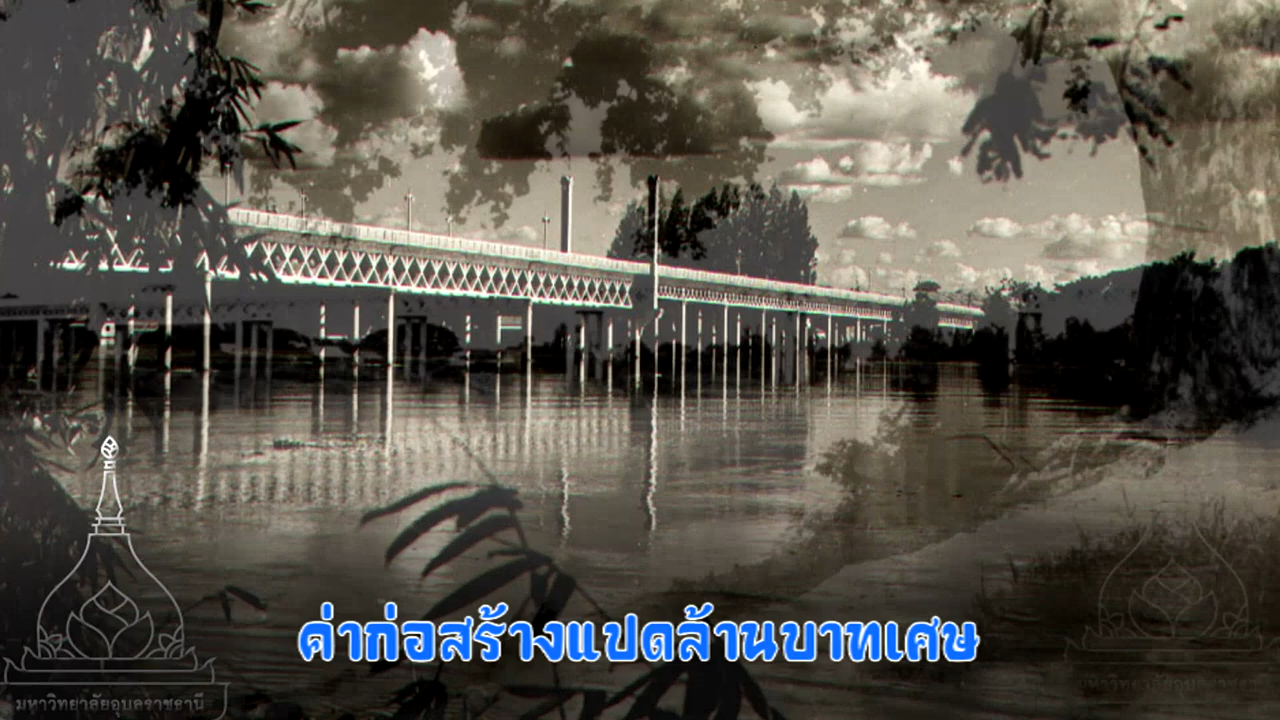 ค่าก่อสร้างแปดล้านบาทเศษ
มหาวิทยาลัยอุบลราชธานี